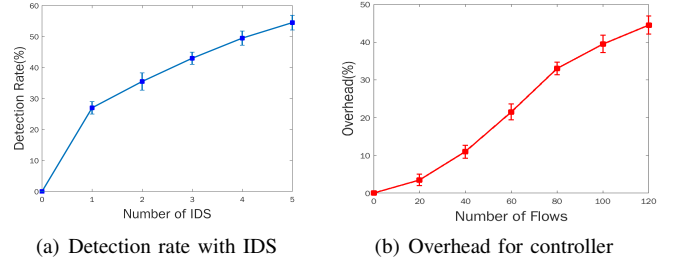 60
50
40
30
20
10
0
Detection Rate(%)
0 1 2 3 4 5
Number of IDS
(a) Detection rate with IDS
50
40
30
20
10
0
Overhead(%)
0 20 40 60 80 100 120
Number of Flows
(b) Overhead for controller